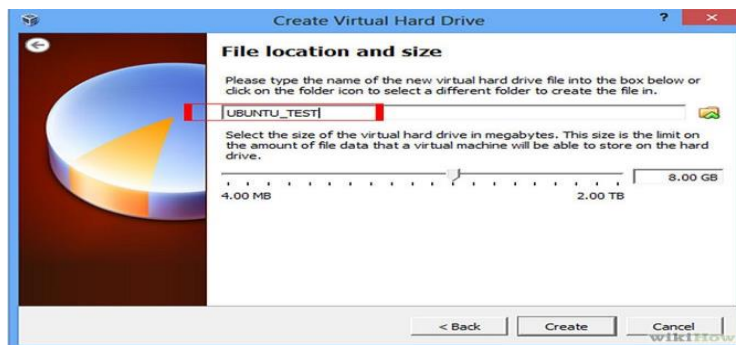 Create Virtual Hard Drive
?
×
File location and size
Please type the name of the new virtual hard drive file into the box below or
click on the folder icon to select a different folder to create the file in.
UBUNTU_TEST
Select the size of the virtual hard drive in megabytes. This size is the limit on
the amount of file data that a virtual machine will be able to store on the hard
drive.
8.00 GB
4.00 MB 2.00 TB
< Back Create Cancel
wikiHow